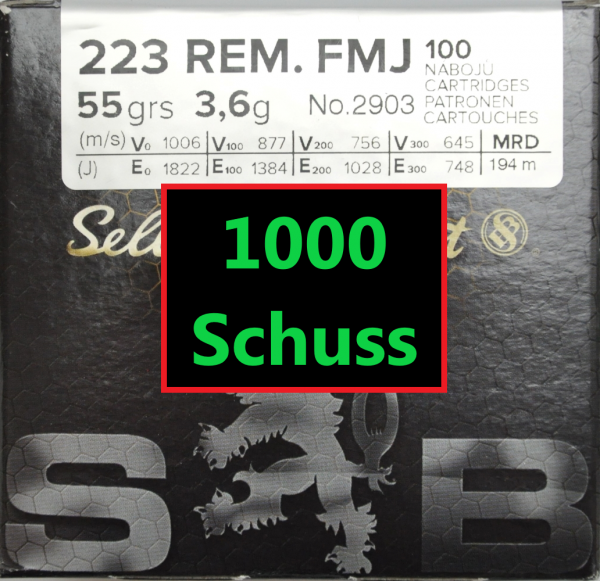 223 REM. FMJ 100
NABOJŮ
CARTRIDGES
55grs 3,6g No.2903 PATRONEN
CARTOUCHES
(m/s) V0 1006 V100 877 V200 756 V300 645 MRD
(J) E0 1822 E100 1384 E200 1028 E300 748 194 m
1000
Schuss
S B